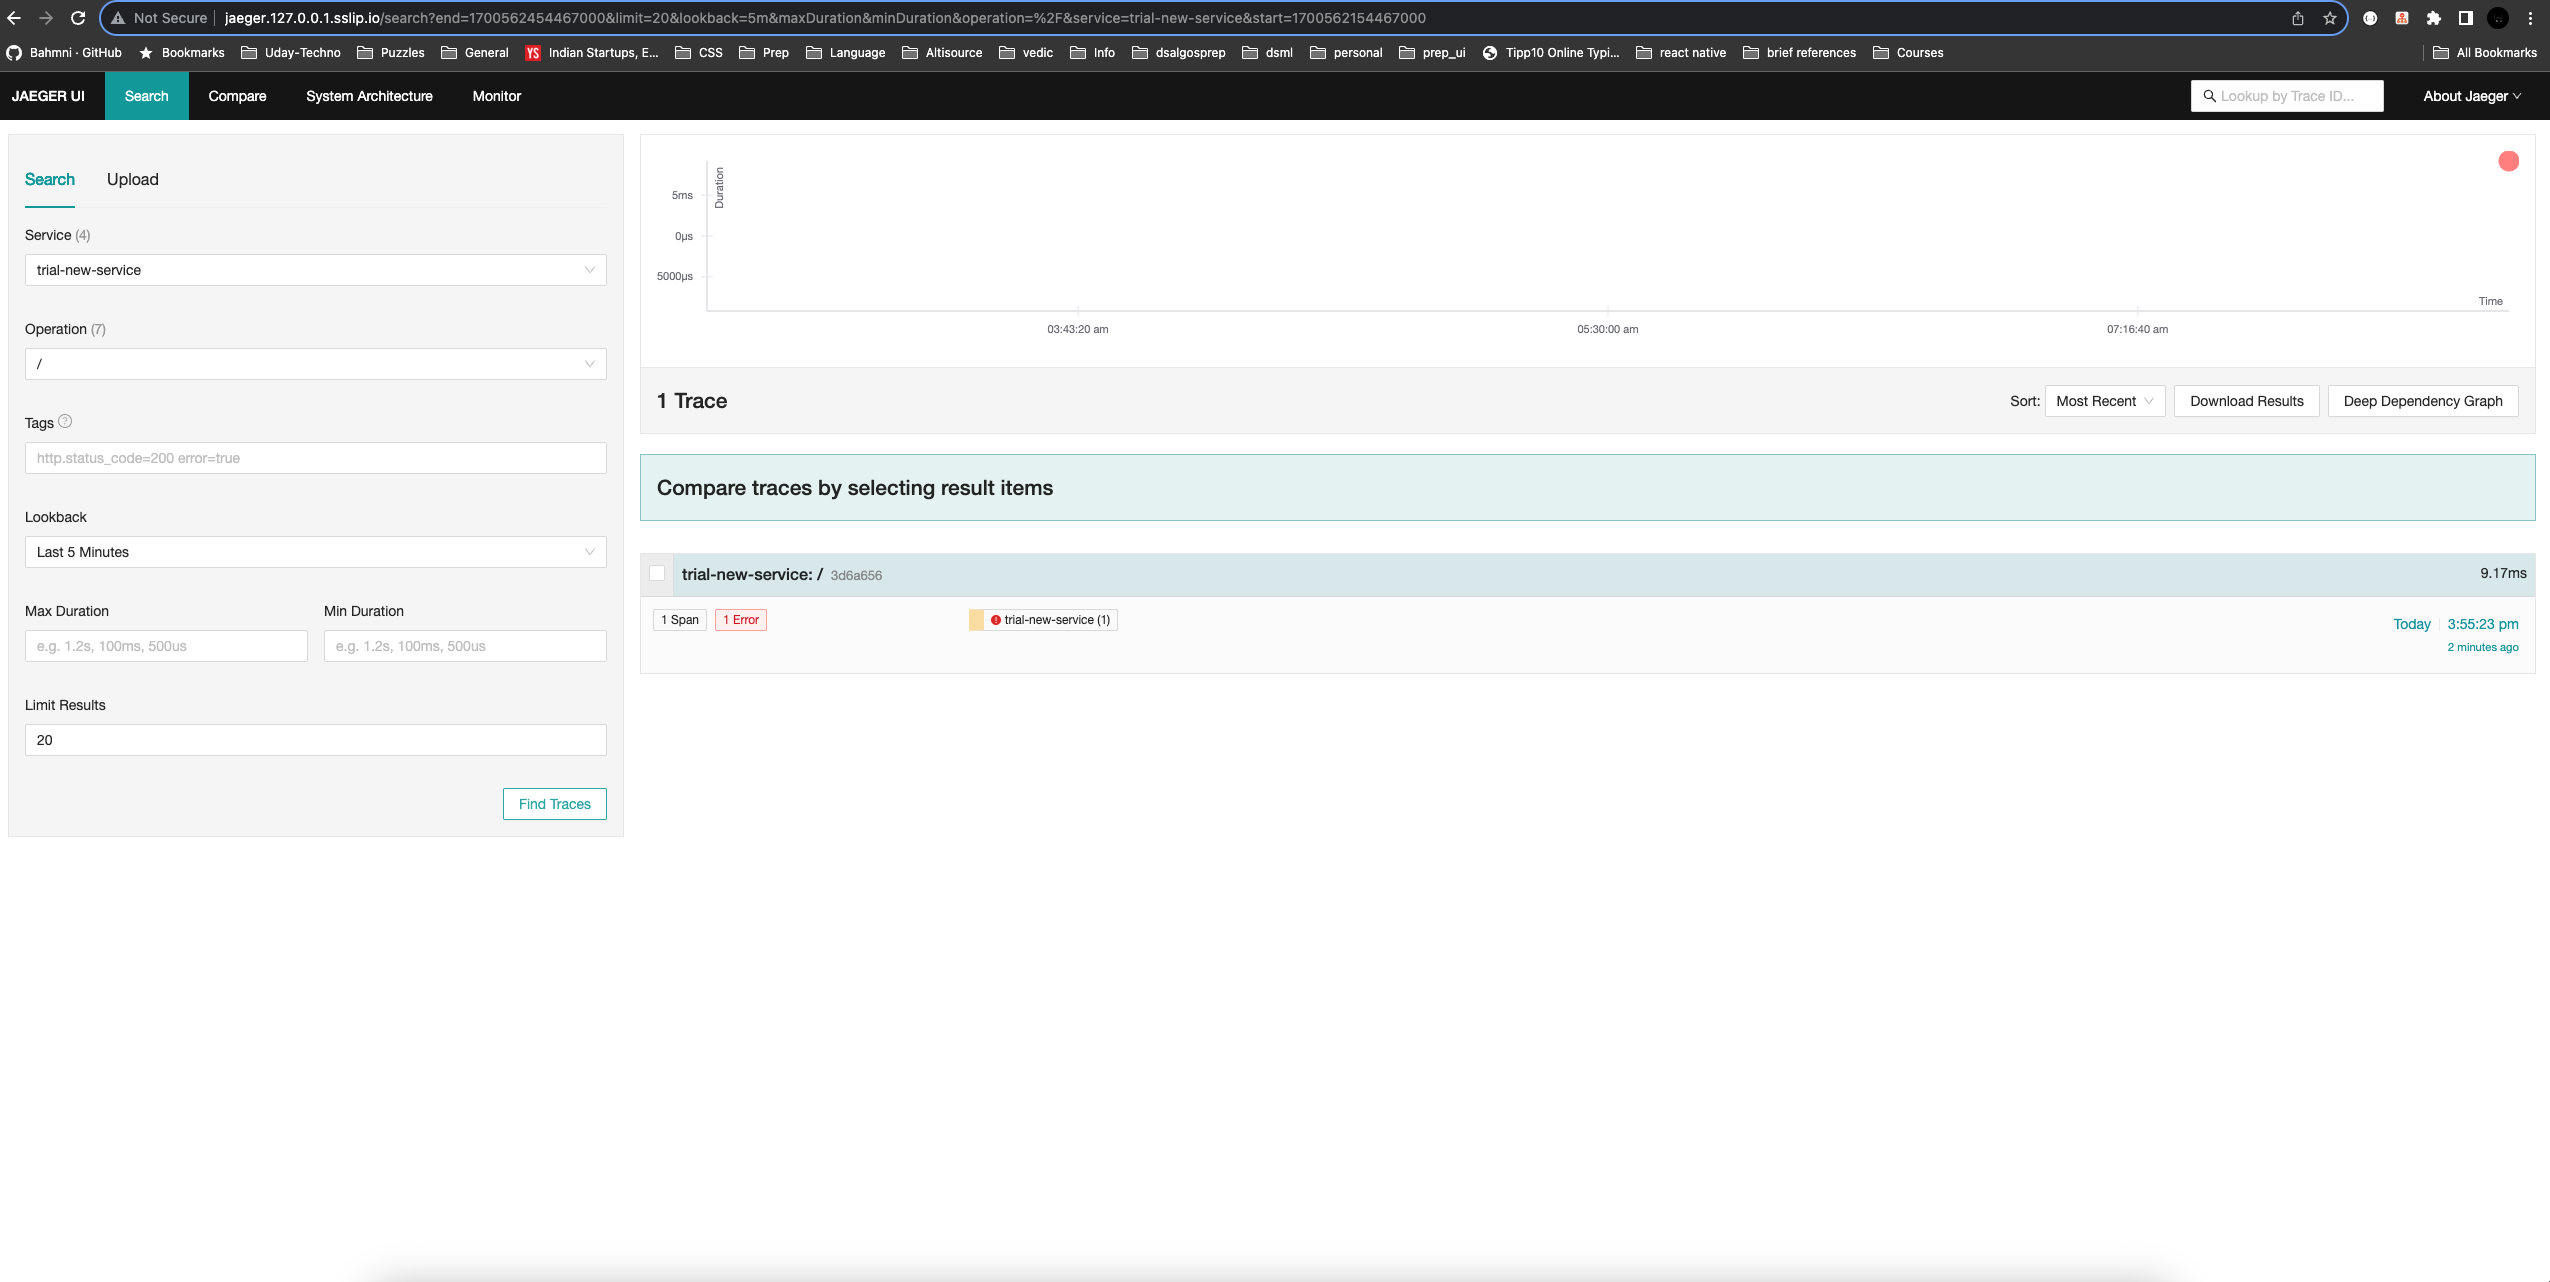 Not Secure jaeger.127.0.0.1.sslip.io/search?end=1700562454467000&limit=20&lookback=5m&maxDuration&minDuration&operation=%2F&service=trial-new-service&start=1700562154467000
Bahmni · GitHub Bookmarks Uday-Techno Puzzles General YS Indian Startups, E... CSS Prep Language Altisource vedic Info dsalgosprep dsml personal prep_ui Tipp10 Online Typi... react native brief references Courses All Bookmarks
JAEGER UI Search Compare System Architecture Monitor Lookup by Trace ID... About Jaeger
Search Upload
Service (4)
trial-new-service
Operation (7)
/
Tags ?
http.status_code=200 error=true
Lookback
Last 5 Minutes
Max Duration Min Duration
e.g. 1.2s, 100ms, 500us e.g. 1.2s, 100ms, 500us
Limit Results
20
Find Traces
Duration
5ms
0μs
5000μs
Time
03:43:20 am 05:30:00 am 07:16:40 am
1 Trace Sort: Most Recent Download Results Deep Dependency Graph
Compare traces by selecting result items
trial-new-service: / 3d6a656 9.17ms
1 Span 1 Error trial-new-service (1) Today 3:55:23 pm
2 minutes ago